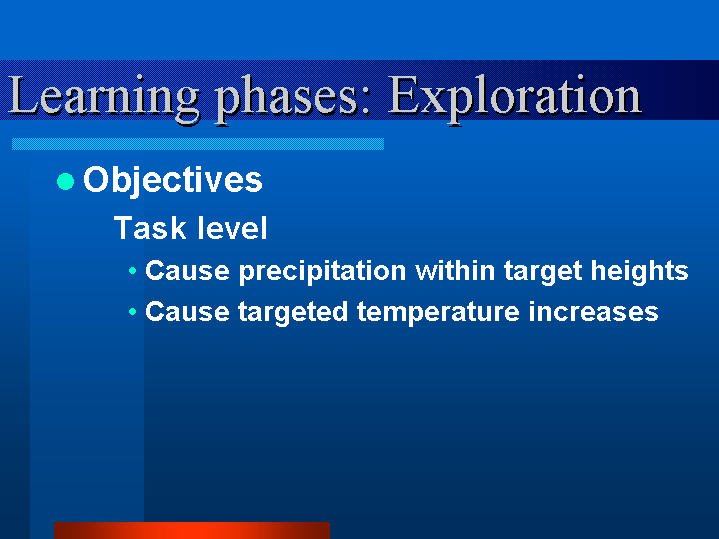 Learning phases: Exploration
Objectives
Task level
Cause precipitation within target heights
Cause targeted temperature increases